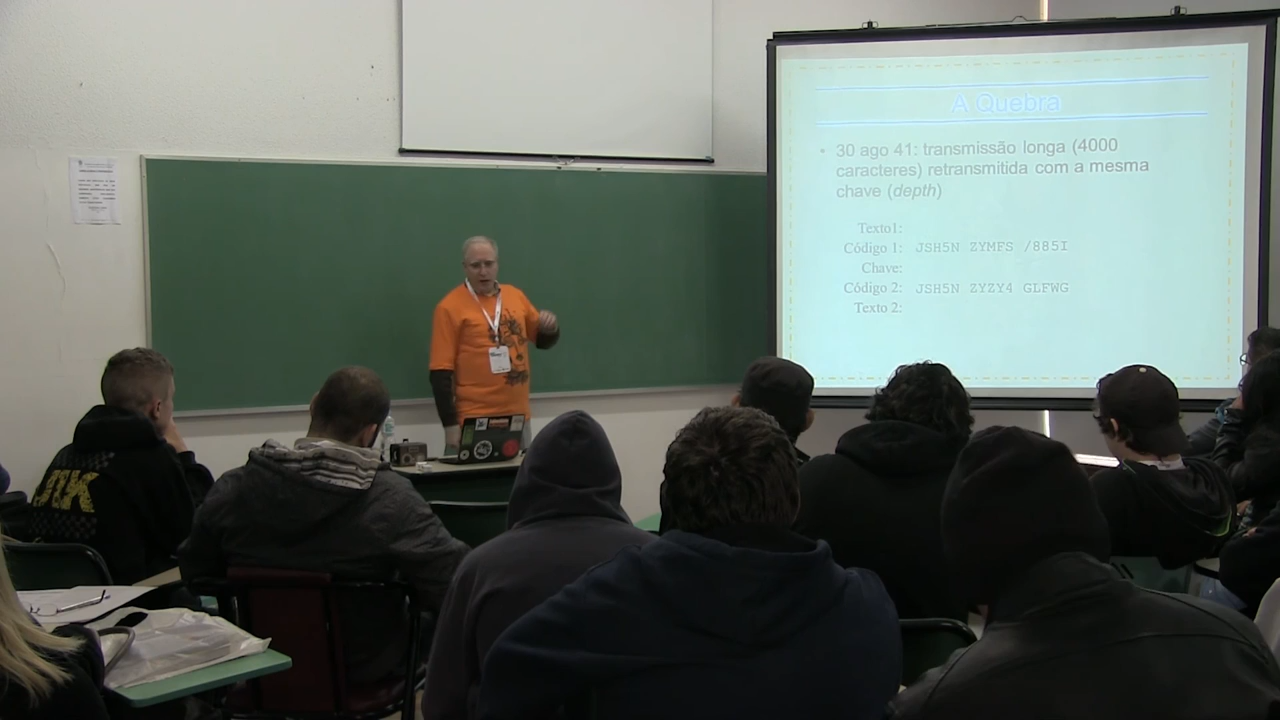 A Quebra
• 30 ago 41: transmissão longa (4000
caracteres) retransmitida com a mesma
chave (depth)
Texto1:
Código 1: JSH5N ZYMFS /885I
Chave:
Código 2: JSH5N ZYZY4 GLFWG
Texto 2: